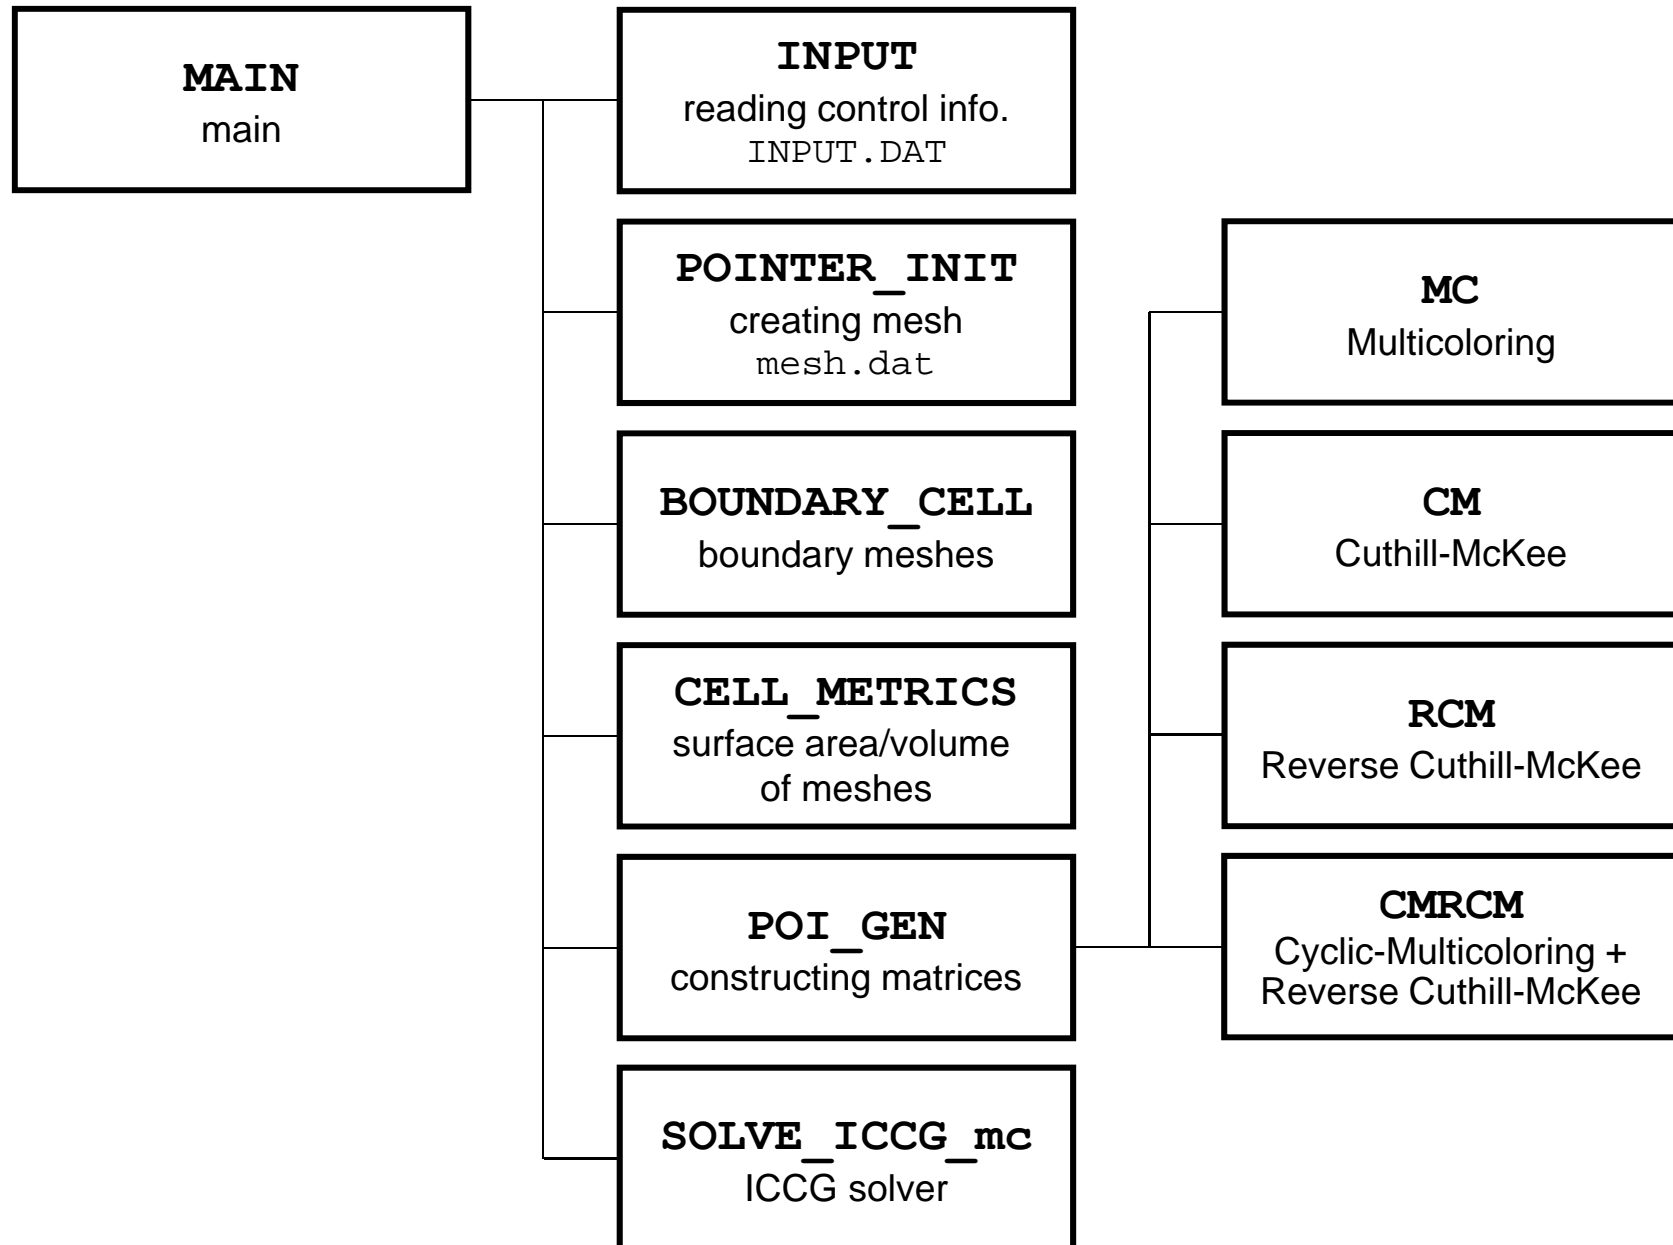 MAIN
main
INPUT
reading control info.
INPUT.DAT
POINTER_INIT
creating mesh
mesh.dat
BOUNDARY_CELL
boundary meshes
CELL_METRICS
surface area/volume
of meshes
POI_GEN
constructing matrices
SOLVE_ICCG_mc
ICCG solver
MC
Multicoloring
CM
Cuthill-McKee
RCM
Reverse Cuthill-McKee
CMRCM
Cyclic-Multicoloring +
Reverse Cuthill-McKee